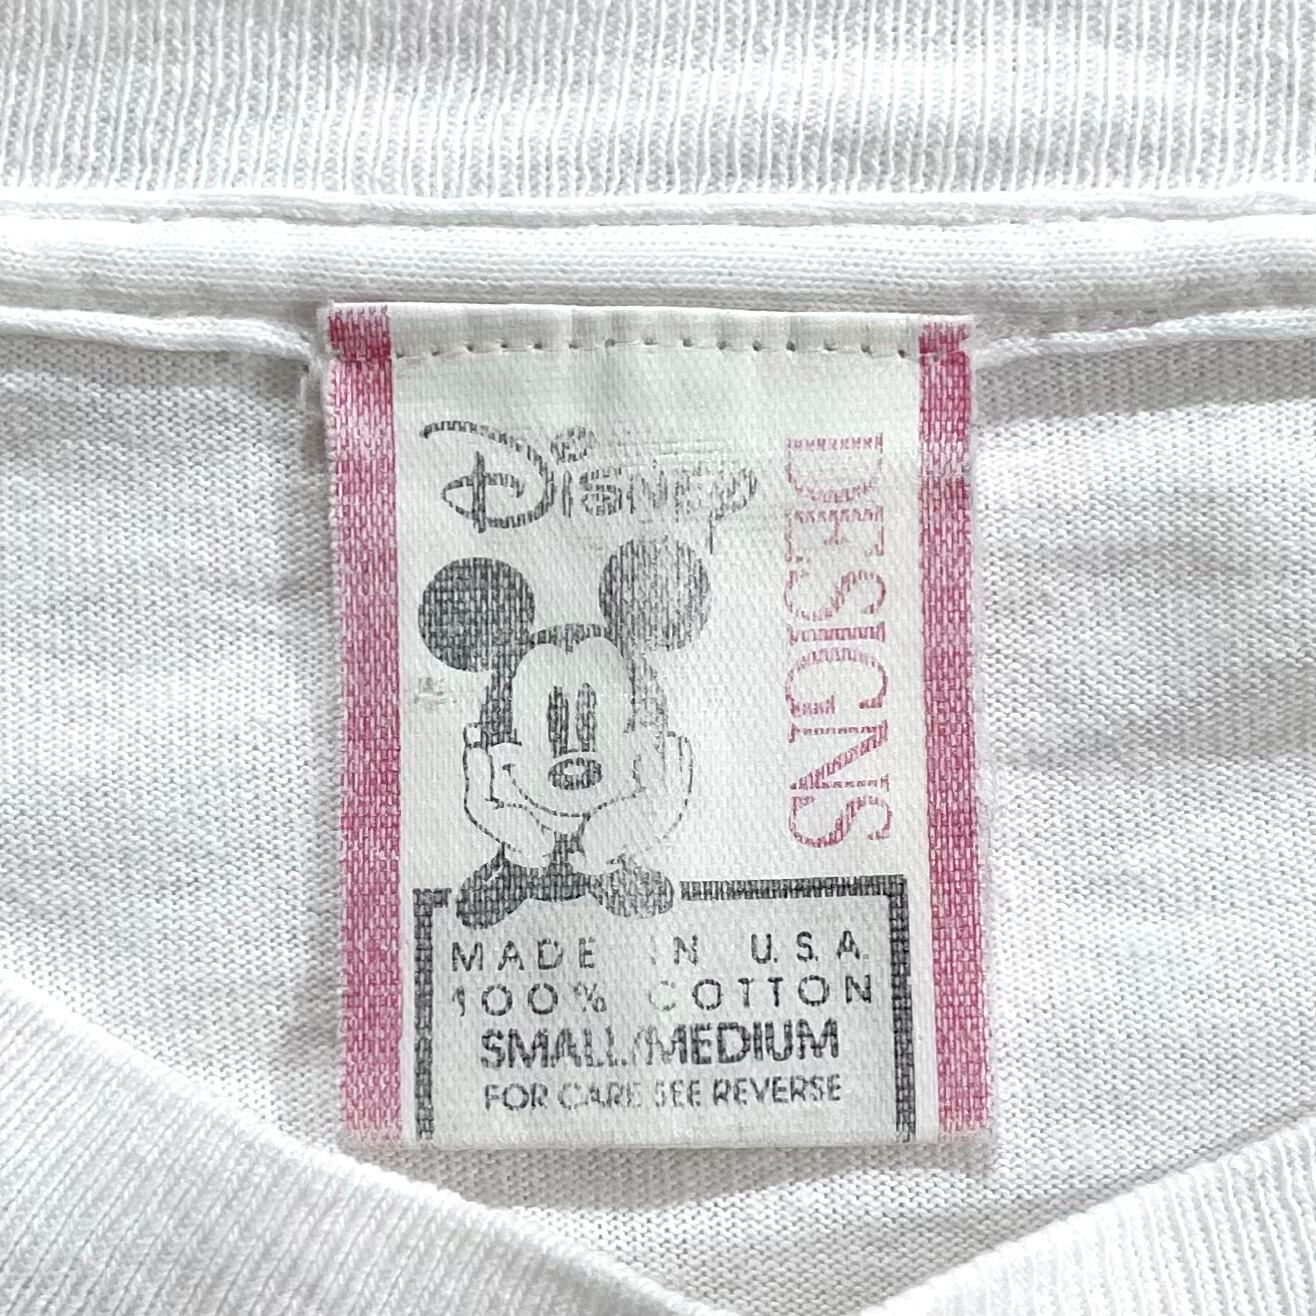 Disney
DESIGNS
MADE IN U.S.A.
100% COTTON
SMALL/MEDIUM
FOR CARE SEE REVERSE